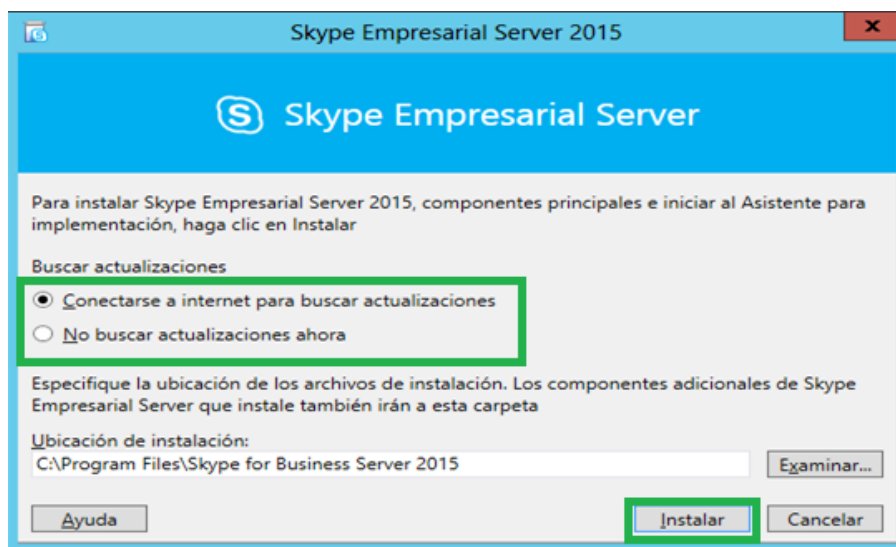 Skype Empresarial Server 2015
Skype Empresarial Server
Para instalar Skype Empresarial Server 2015, componentes principales e iniciar al Asistente para
implementación, haga clic en Instalar
Buscar actualizaciones
Conectarse a internet para buscar actualizaciones
No buscar actualizaciones ahora
Especifique la ubicación de los archivos de instalación. Los componentes adicionales de Skype
Empresarial Server que instale también irán a esta carpeta
Ubicación de instalación:
C:\Program Files\Skype for Business Server 2015
Examinar...
Ayuda
Instalar
Cancelar